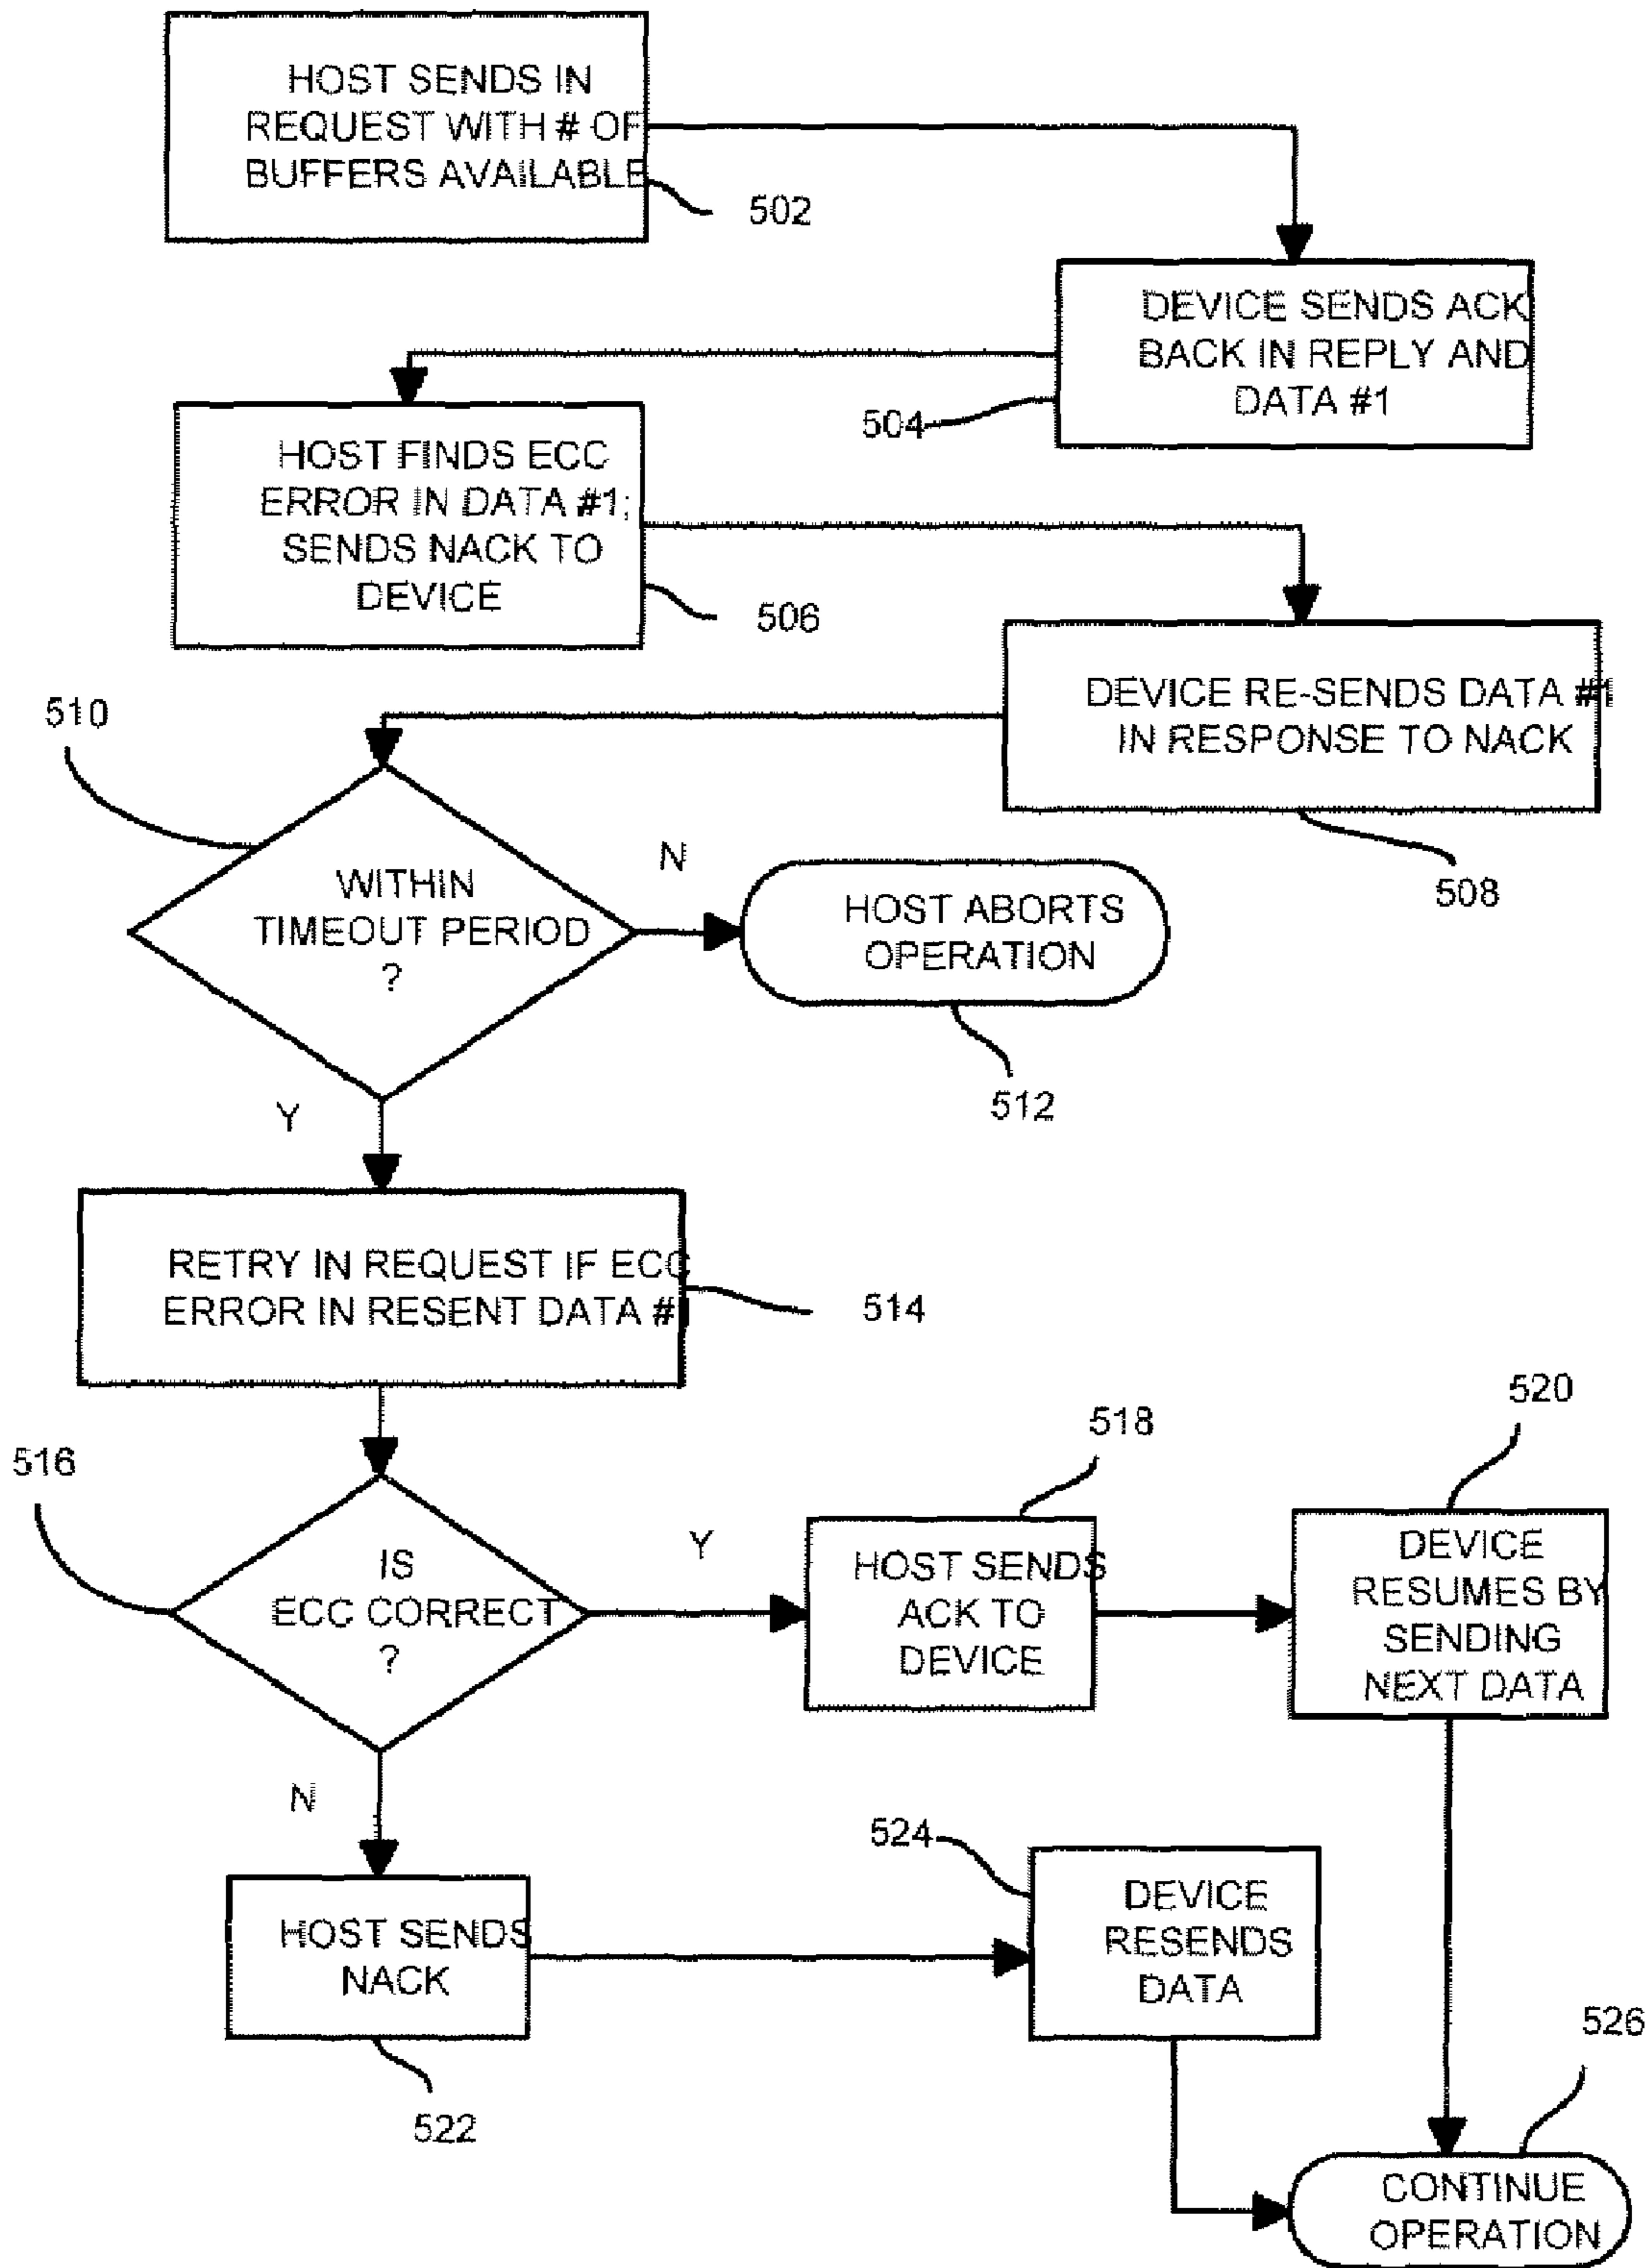 HOST SENDS IN
REQUEST WITH # OF
BUFFERS AVAILABLE
502
DEVICE SENDS ACK
BACK IN REPLY AND
DATA #1
504
HOST FINDS ECC
ERROR IN DATA #1;
SENDS NACK TO
DEVICE
506
DEVICE RE-SENDS DATA #1
IN RESPONSE TO NACK
508
510
WITHIN
TIMEOUT PERIOD
?
N
HOST ABORTS
OPERATION
512
Y
RETRY IN REQUEST IF ECC
ERROR IN RESENT DATA #1
514
516
IS
ECC CORRECT
?
Y
518
HOST SENDS
ACK TO
DEVICE
520
DEVICE
RESUMES BY
SENDING
NEXT DATA
N
HOST SENDS
NACK
522
524
DEVICE
RESENDS
DATA
526
CONTINUE
OPERATION